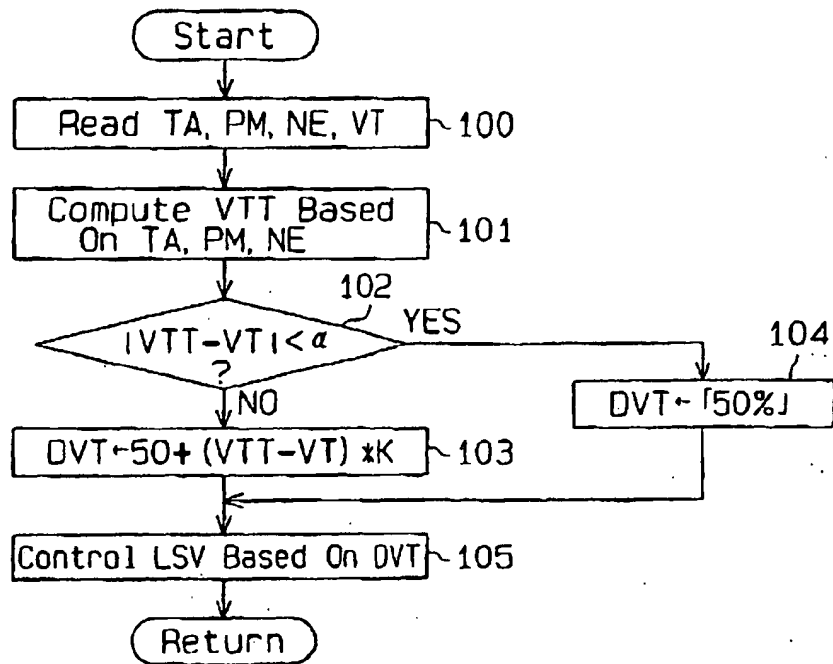 Start
Read TA, PM, NE, VT
100
Compute VTT Based
On TA, PM, NE
101
102
|VTT-VT|<α
?
YES
NO
104
DVT←「50%」
DVT←50+(VTT-VT)*K
103
Control LSV Based On DVT
105
Return